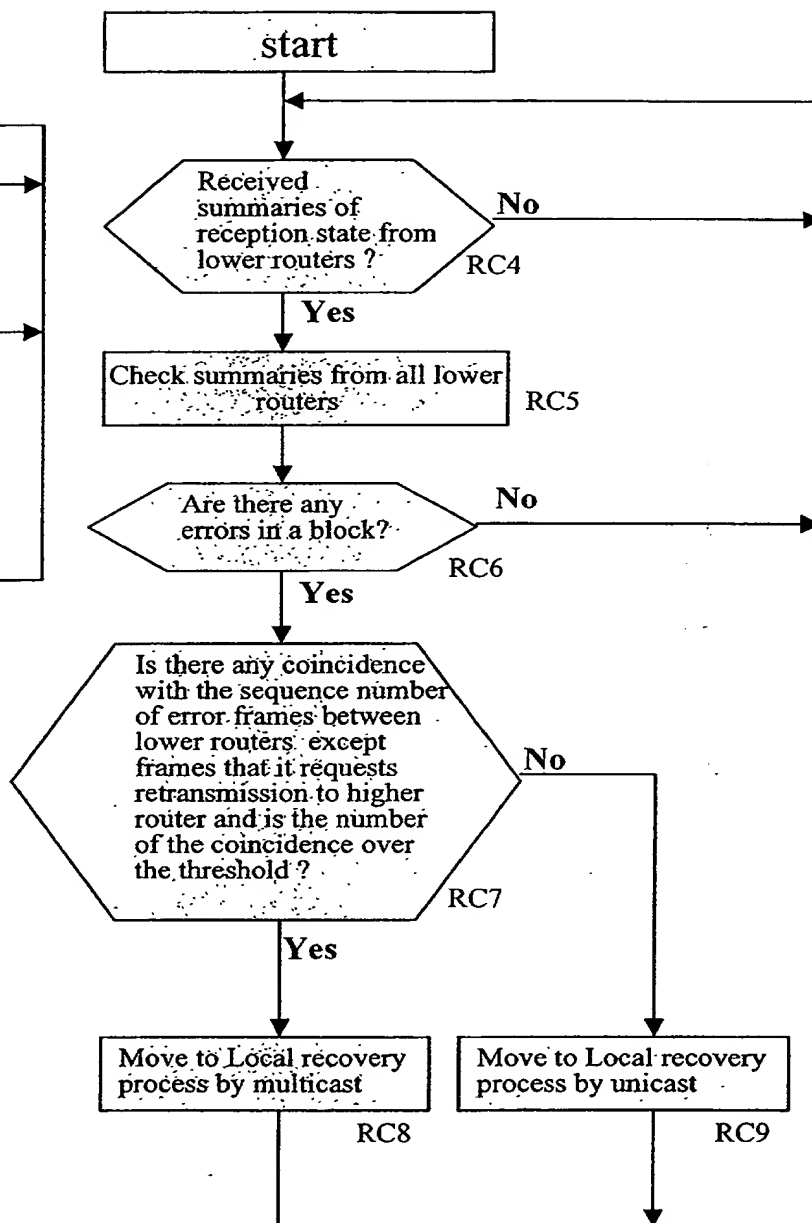 start
Received
summaries of
reception state from
lower routers ?
No
RC4
Yes
Check summaries from all lower
routers
RC5
Are there any
errors in a block?
No
RC6
Yes
Is there any coincidence
with the sequence number
of error frames between
lower routers except
frames that it requests
retransmission to higher
router and is the number
of the coincidence over
the threshold ?
No
RC7
Yes
Move to Local recovery
process by multicast
RC8
Move to Local recovery
process by unicast
RC9